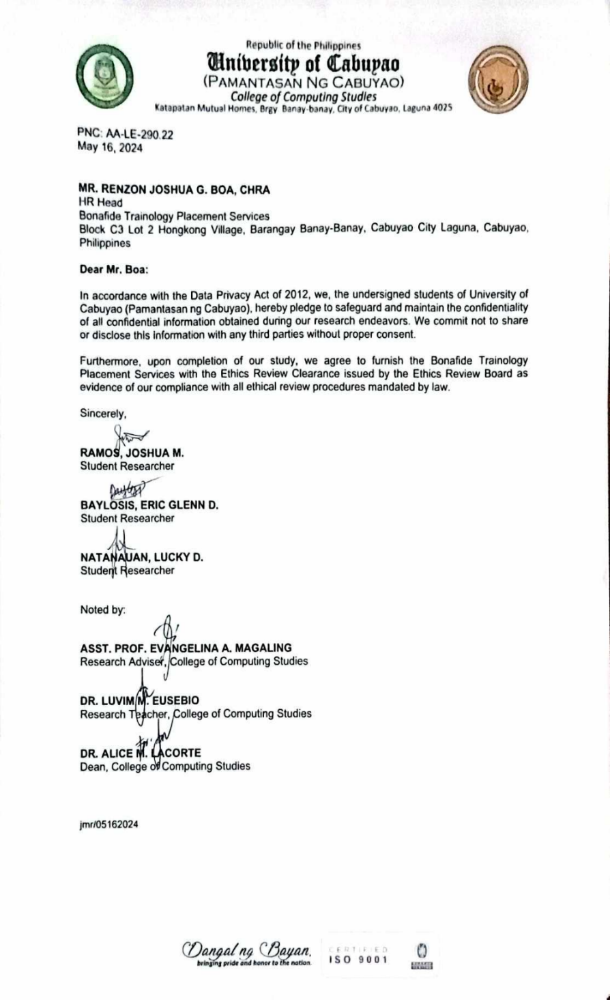 Republic of the Philippines
University of Cabuyao
(PAMANTASAN NG CABUYAO)
College of Computing Studies
Katapatan Mutual Homes, Brgy Banay-banay, City of Cabuyao, Laguna 4025
PNC: AA-LE-290.22
May 16, 2024
MR. RENZON JOSHUA G. BOA, CHRA
HR Head
Bonafide Trainology Placement Services
Block C3 Lot 2 Hongkong Village, Barangay Banay-Banay, Cabuyao City Laguna, Cabuyao,
Philippines
Dear Mr. Boa:
In accordance with the Data Privacy Act of 2012, we, the undersigned students of University of
Cabuyao (Pamantasan ng Cabuyao), hereby pledge to safeguard and maintain the confidentiality
of all confidential information obtained during our research endeavors. We commit not to share
or disclose this information with any third parties without proper consent.
Furthermore, upon completion of our study, we agree to furnish the Bonafide Trainology
Placement Services with the Ethics Review Clearance issued by the Ethics Review Board as
evidence of our compliance with all ethical review procedures mandated by law.
Sincerely,
RAMOS, JOSHUA M.
Student Researcher
BAYLOSIS, ERIC GLENN D.
Student Researcher
NATANAUAN, LUCKY D.
Student Researcher
Noted by:
ASST. PROF. EVANGELINA A. MAGALING
Research Adviser, College of Computing Studies
DR. LUVIM M. EUSEBIO
Research Teacher, College of Computing Studies
DR. ALICE M. LACORTE
Dean, College of Computing Studies
jmr/05162024
Dangal ng Bayan,
bringing pride and honor to the nation.
CERTIFIED
ISO 9001